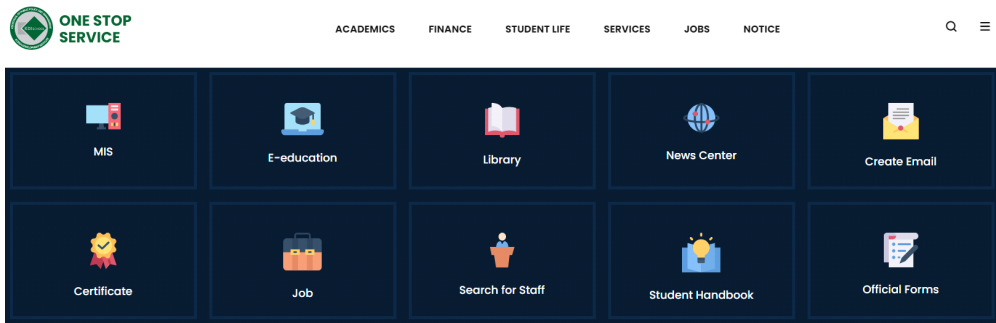 ONE STOP
SERVICE
ACADEMICS FINANCE STUDENT LIFE SERVICES JOBS NOTICE
MIS E-education Library News Center Create Email
Certificate Job Search for Staff Student Handbook Official Forms